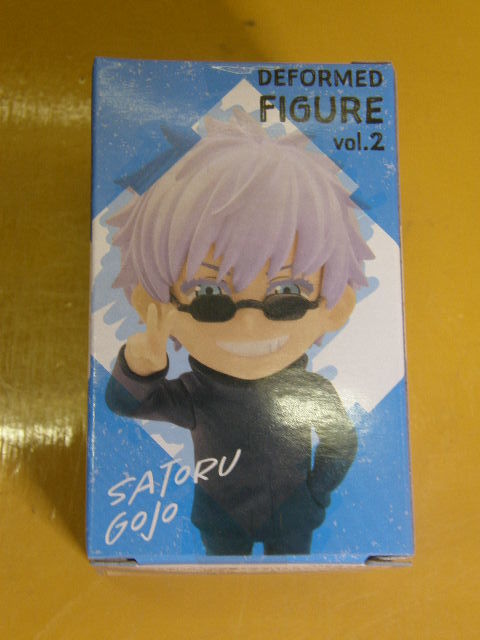 DEFORMED
FIGURE
vol.2
SATORU
GOJO